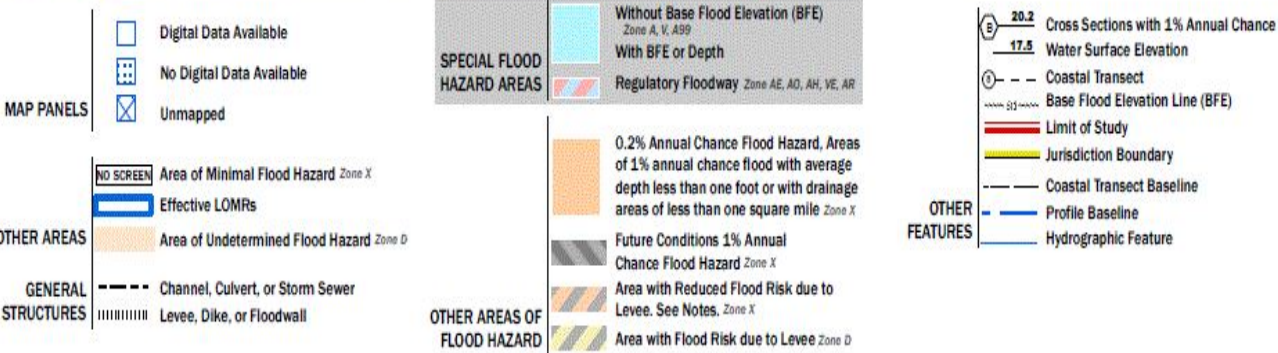 Digital Data Available
No Digital Data Available
MAP PANELS
Unmapped
NO SCREEN Area of Minimal Flood Hazard Zone X
Effective LOMRs
OTHER AREAS
Area of Undetermined Flood Hazard Zone D
GENERAL
STRUCTURES
Channel, Culvert, or Storm Sewer
Levee, Dike, or Floodwall
SPECIAL FLOOD
HAZARD AREAS
Without Base Flood Elevation (BFE)
Zone A, V, A99
With BFE or Depth
Regulatory Floodway Zone AE, AO, AH, VE, AR
0.2% Annual Chance Flood Hazard, Areas
of 1% annual chance flood with average
depth less than one foot or with drainage
areas of less than one square mile Zone X
Future Conditions 1% Annual
Chance Flood Hazard Zone X
Area with Reduced Flood Risk due to
Levee. See Notes. Zone X
OTHER AREAS OF
FLOOD HAZARD
Area with Flood Risk due to Levee Zone D
B 20.2 Cross Sections with 1% Annual Chance
17.5 Water Surface Elevation
8 Coastal Transect
513 Base Flood Elevation Line (BFE)
Limit of Study
Jurisdiction Boundary
Coastal Transect Baseline
OTHER
FEATURES
Profile Baseline
Hydrographic Feature